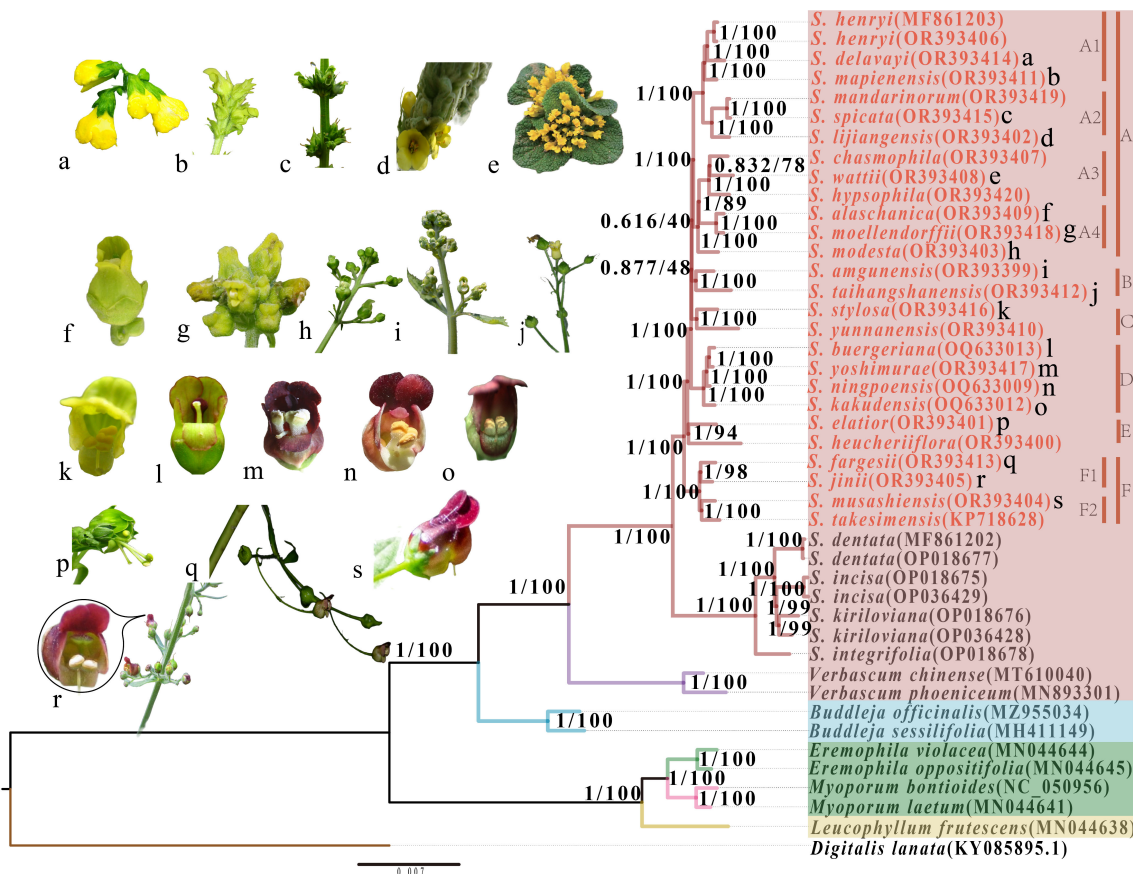 S. henryi(MF861203)
S. henryi(OR393406)
S. delavayi(OR393414) a
S. mapienensis(OR393411) b
S. mandarinorum(OR393419)
S. spicata(OR393415) c
S. lijiangensis(OR393402) d
S. chasmophila(OR393407)
S. wattii(OR393408) e
S. hypsophila(OR393420)
S. alaschanica(OR393409) f
S. moellendorffii(OR393418) g
S. modesta(OR393403) h
S. amgunensis(OR393399) i
S. taihangshanensis(OR393412) j
S. stylosa(OR393416) k
S. yunnanensis(OR393410)
S. buergeriana(OQ633013) l
S. yoshimurae(OR393417) m
S. ningpoensis(OQ633009) n
S. kakudensis(OQ633012) o
S. elatior(OR393401) p
S. heucheriiflora(OR393400)
S. fargesii(OR393413) q
S. jinii(OR393405) r
S. musashiensis(OR393404) s
S. takesimensis(KP718628)
S. dentata(MF861202)
S. dentata(OP018677)
S. incisa(OP018675)
S. incisa(OP036429)
S. kiriloviana(OP018676)
S. kiriloviana(OP036428)
S. integrifolia(OP018678)
Verbascum chinense(MT610040)
Verbascum phoeniceum(MN893301)
Buddleja officinalis(MZ955034)
Buddleja sessilifolia(MH411149)
Eremophila violacea(MN044644)
Eremophila oppositifolia(MN044645)
Myoporum bontioides(NC_050956)
Myoporum laetum(MN044641)
Leucophyllum frutescens(MN044638)
Digitalis lanata(KY085895.1)
A1
A2
A3
A4
A
B
C
D
E
F1
F2
F
a b c d e
f g h i j
k l m n o
p q s
r
1/100
1/100
1/100
1/100
1/100
1/100
1/100
0.832/78
1/100
1/89
0.616/40
1/100
1/100
0.877/48
1/100
1/100
1/100
1/100
1/100
1/100
1/100
1/94
1/100
1/98
1/100
1/100
1/100
1/100
1/100
1/100
1/100
1/99
1/99
1/100
1/100
1/100
1/100
1/100
1/100
1/100
1/100
0.007